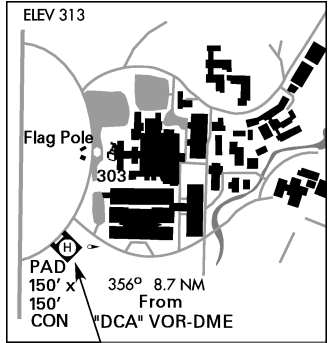 ELEV 313
Flag Pole
303
H
PAD
150' x
150'
CON
356° 8.7 NM
From
"DCA" VOR-DME